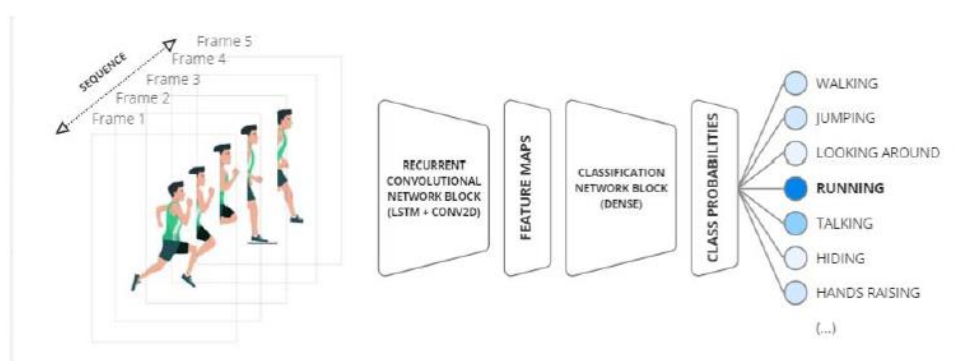 SEQUENCE
Frame 5
Frame 4
Frame 3
Frame 2
Frame 1
RECURRENT
CONVOLUTIONAL
NETWORK BLOCK
(LSTM + CONV2D)
FEATURE MAPS
CLASSIFICATION
NETWORK BLOCK
(DENSE)
CLASS PROBABILITIES
WALKING
JUMPING
LOOKING AROUND
RUNNING
TALKING
HIDING
HANDS RAISING
(...)